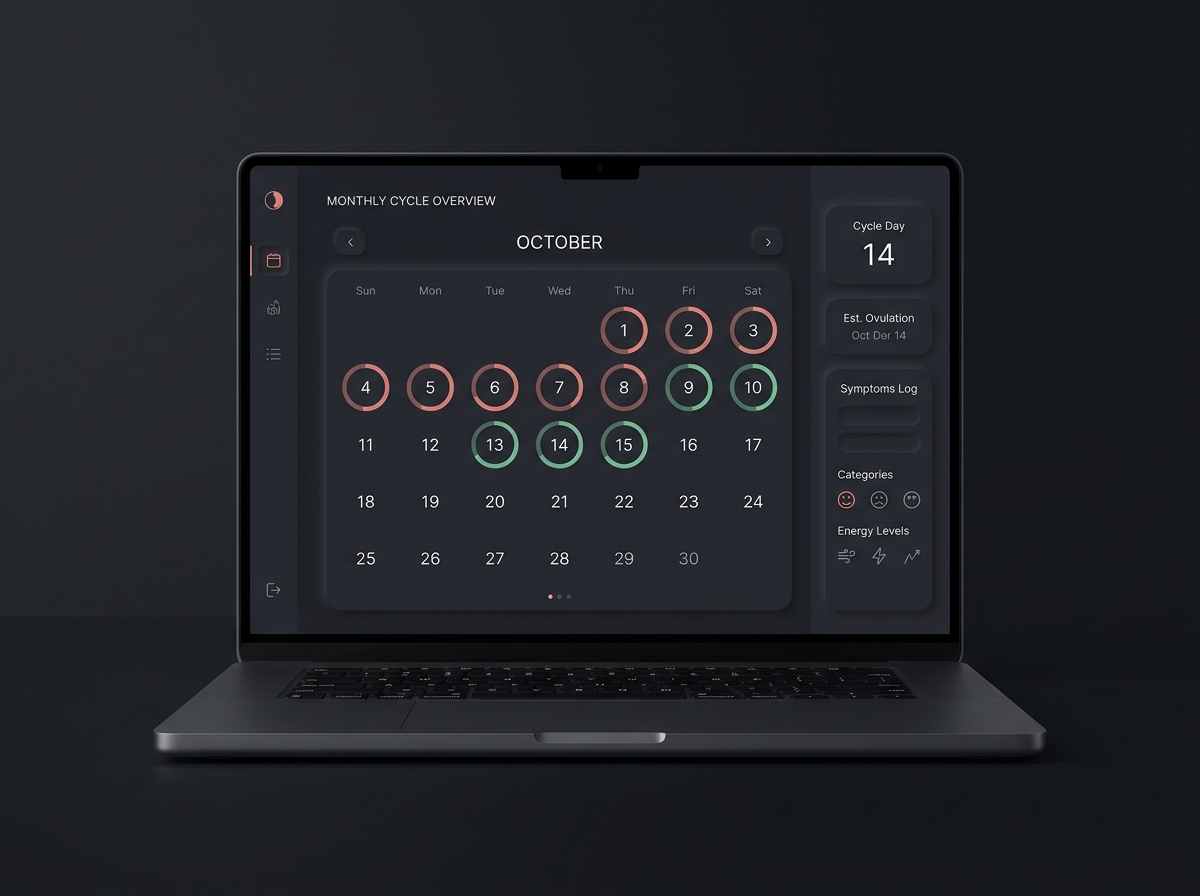 MONTHLY CYCLE OVERVIEW
OCTOBER
Sun Mon Tue Wed Thu Fri Sat
1 2 3
4 5 6 7 8 9 10
11 12 13 14 15 16 17
18 19 20 21 22 23 24
25 26 27 28 29 30
Cycle Day
14
Est. Ovulation
Oct Der 14
Symptoms Log
Categories
Energy Levels